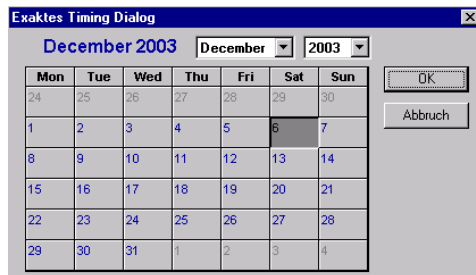 Exaktes Timing Dialog
December 2003 December 2003
Mon Tue Wed Thu Fri Sat Sun
24 25 26 27 28 29 30
1 2 3 4 5 6 7
8 9 10 11 12 13 14
15 16 17 18 19 20 21
22 23 24 25 26 27 28
29 30 31 1 2 3 4
OK
Abbruch